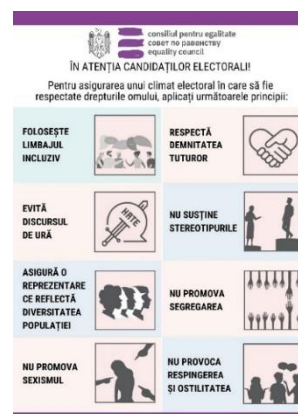 consiliul pentru egalitate
совет по равенству
equality council
ÎN ATENȚIA CANDIDAȚILOR ELECTORALI!
Pentru asigurarea unui climat electoral în care să fie
respectate drepturile omului, aplicați următoarele principii:
FOLOSEȘTE
LIMBAJUL
INCLUZIV
RESPECTĂ
DEMNITATEA
TUTUROR
EVITĂ
DISCURSUL
DE URĂ
HATE
NU SUSȚINE
STEREOTIPURILE
ASIGURĂ O
REPREZENTARE
CE REFLECTĂ
DIVERSITATEA
POPULAȚIEI
NU PROMOVA
SEGREGAREA
NU PROMOVA
SEXISMUL
NU PROVOCA
RESPINGEREA
ȘI OSTILITATEA